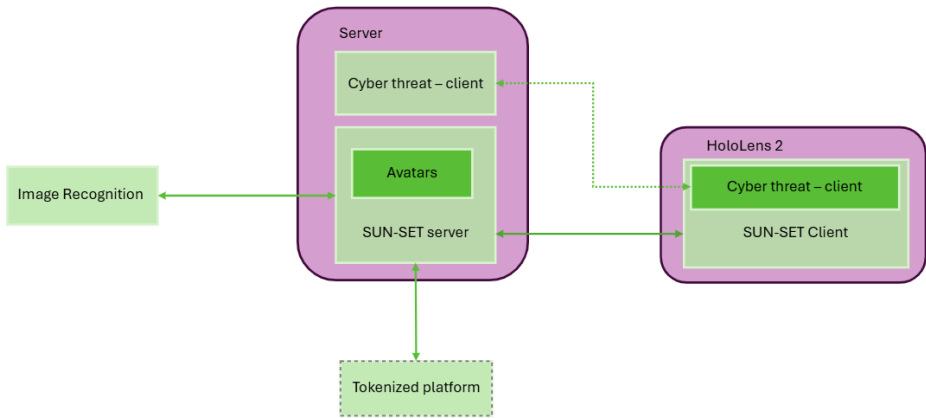 Server
Cyber threat – client
Avatars
SUN-SET server
Image Recognition
Tokenized platform
HoloLens 2
Cyber threat – client
SUN-SET Client